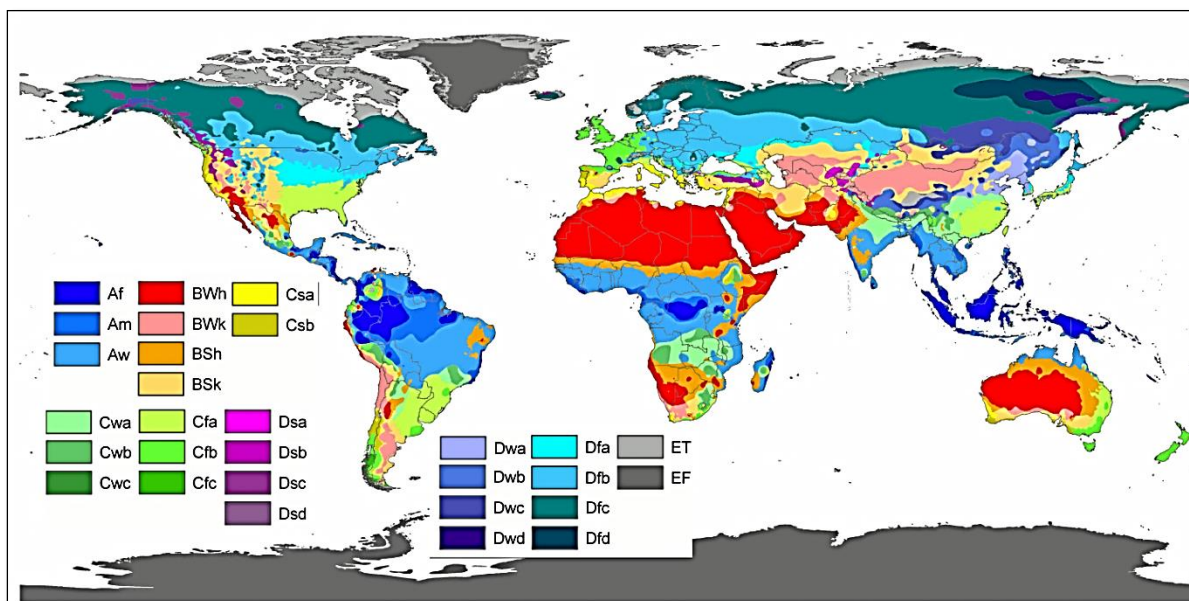 Af BWh Csa
Am BWk Csb
Aw BSh
BSk
Cwa Cfa Dsa
Cwb Cfb Dsb
Cwc Cfc Dsc
Dsd
Dwa Dfa ET
Dwb Dfb EF
Dwc Dfc
Dwd Dfd